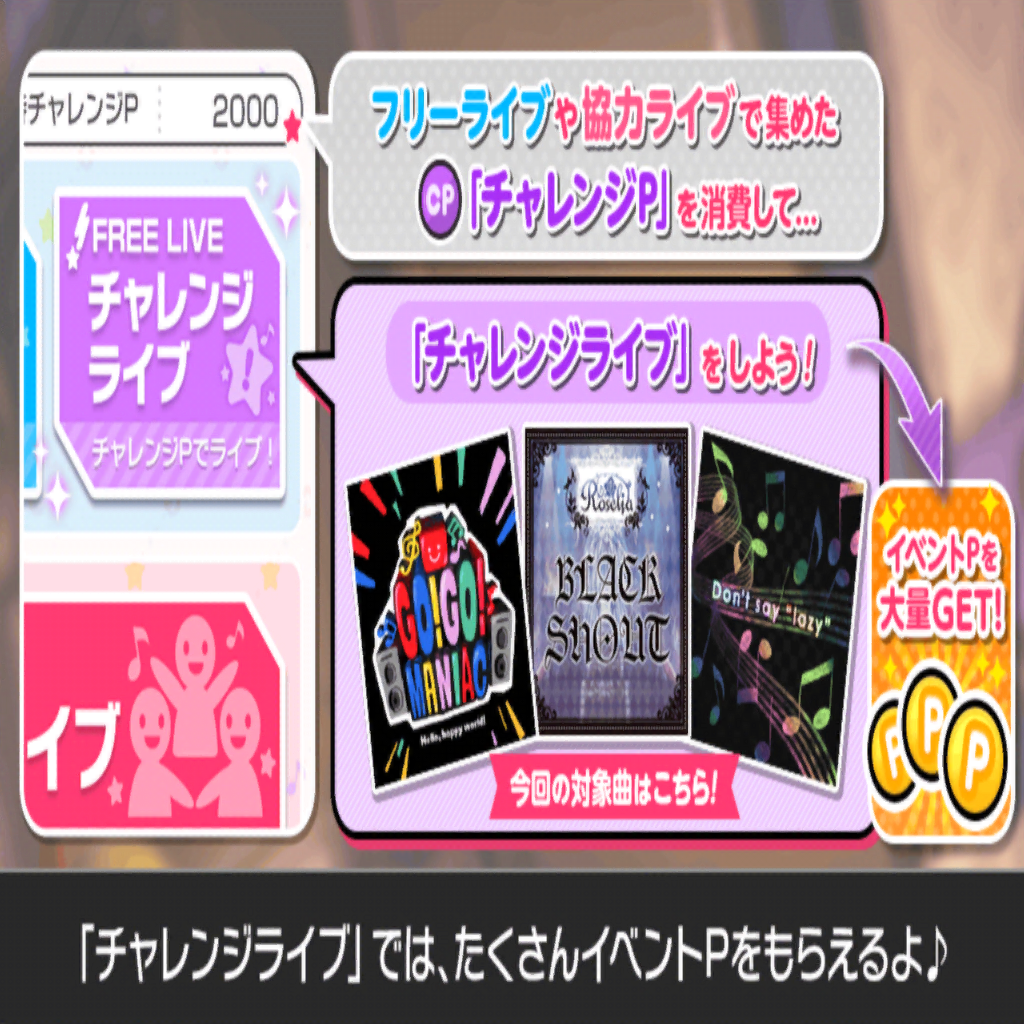 チャレンジP 2000
フリーライブや協力ライブで集めた
CP「チャレンジP」を消費して...
FREE LIVE
チャレンジ
ライブ
チャレンジPでライブ！
「チャレンジライブ」をしよう！
GO!GO!
MANIAC
Hello, happy world!
Roselia
BLACK
SHOUT
Don't say "lazy"
今回の対象曲はこちら！
イベントPを
大量GET!
P P P
イブ
「チャレンジライブ」では、たくさんイベントPをもらえるよ♪